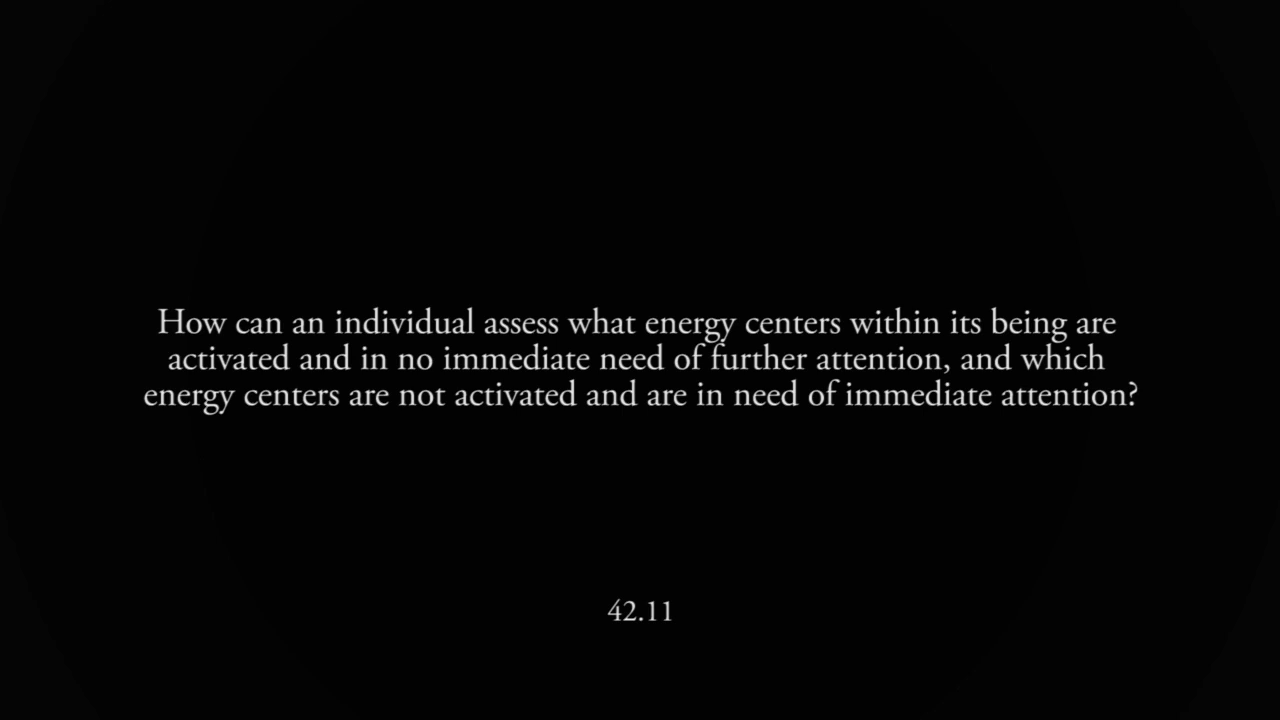 How can an individual assess what energy centers within its being are
activated and in no immediate need of further attention, and which
energy centers are not activated and are in need of immediate attention?
42.11